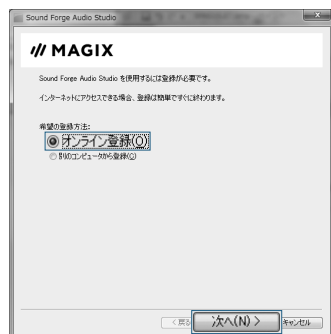 Sound Forge Audio Studio
MAGIX
Sound Forge Audio Studio を使用するには登録が必要です。
インターネットにアクセスできる場合、登録は簡単ですぐに終わります。
希望の登録方法:
オンライン登録(O)
別のコンピュータから登録(C)
< 戻る
次へ(N) >
キャンセル